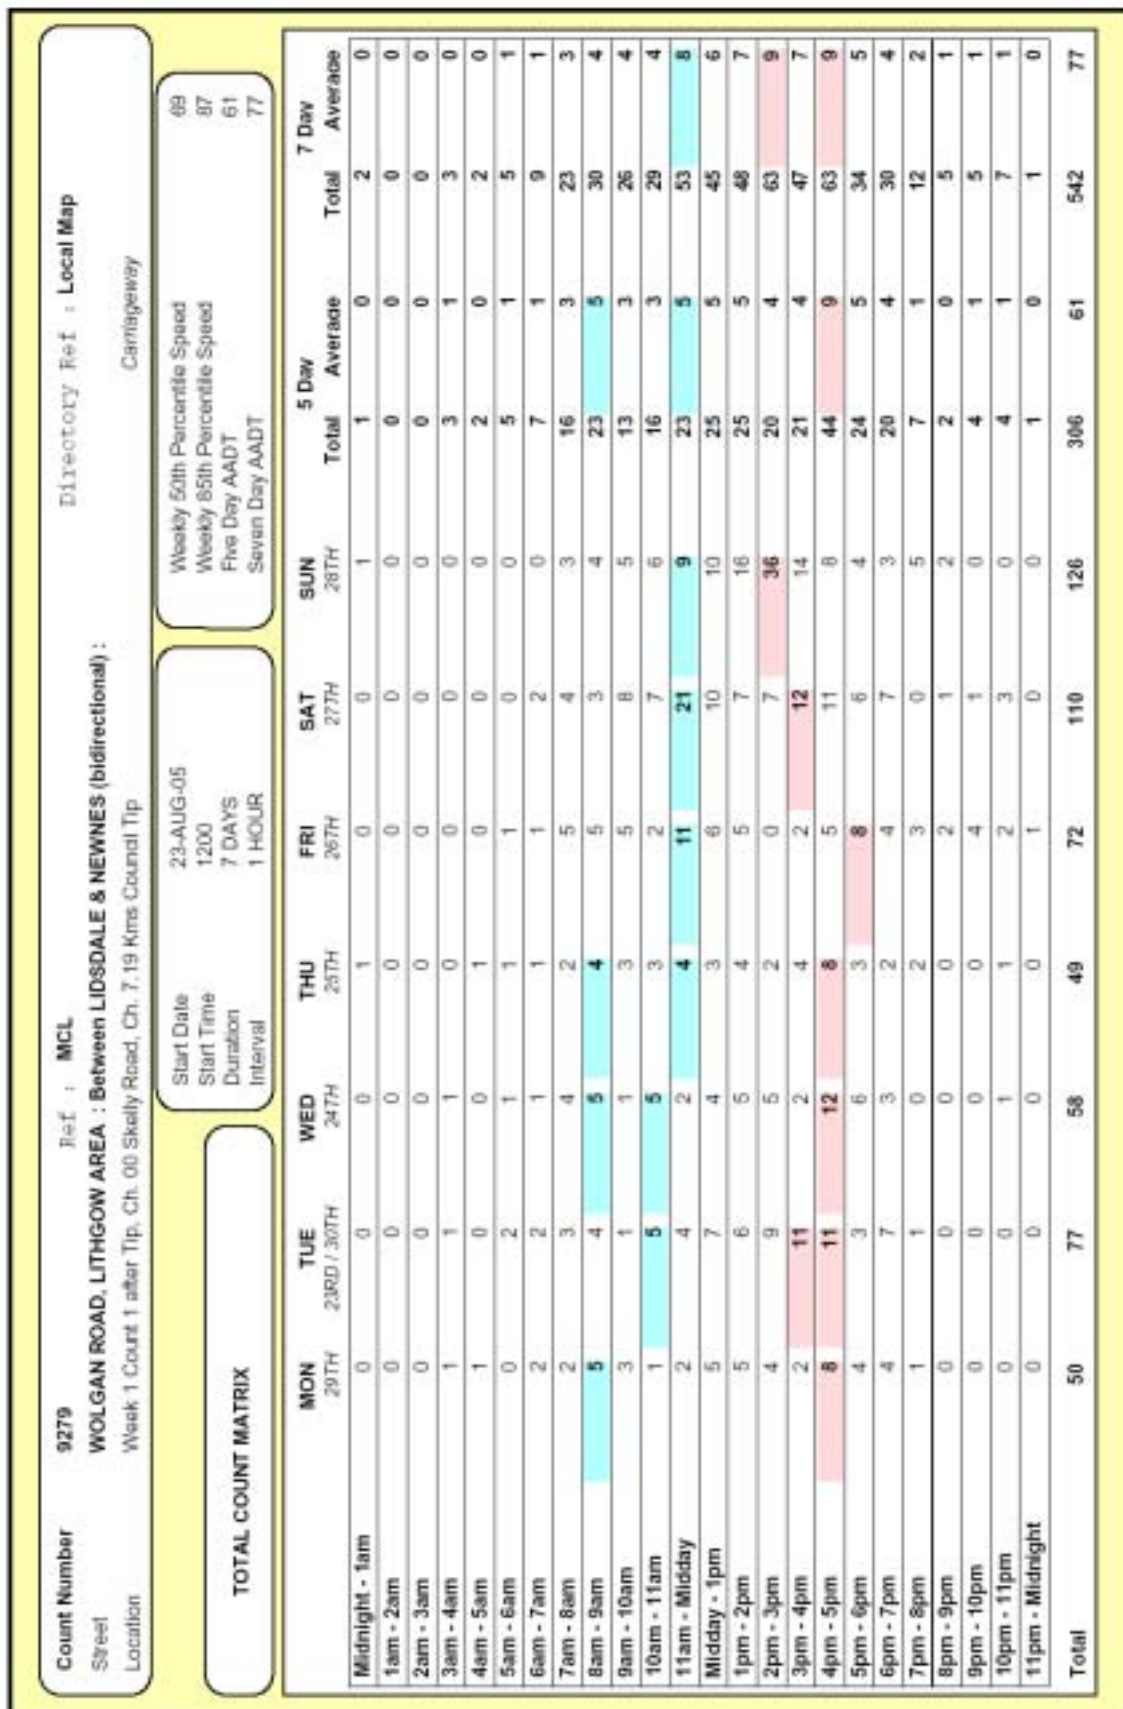 Count Number 9279 Ref : MCL Directory Ref : Local Map
Street WOLGAN ROAD, LITHGOW AREA : Between LIDSDALE & NEWNES (bidirectional) :
Location Week 1 Count 1 after Tip, Ch. 00 Skelly Road, Ch. 7.19 Kms Council Tip Carriageway
TOTAL COUNT MATRIX
Start Date 23-AUG-05
Start Time 1200
Duration 7 DAYS
Interval 1 HOUR
Weekly 50th Percentile Speed 69
Weekly 85th Percentile Speed 87
Five Day AADT 61
Seven Day AADT 77
MON TUE WED THU FRI SAT SUN 5 Day 7 Day
29TH 23RD / 30TH 24TH 25TH 26TH 27TH 28TH Total Average Total Average
Midnight - 1am 0 0 0 1 0 0 1 1 0 2 0
1am - 2am 0 0 0 0 0 0 0 0 0 0 0
2am - 3am 0 0 0 0 0 0 0 0 0 0 0
3am - 4am 1 1 1 0 0 0 0 3 1 3 0
4am - 5am 1 0 0 1 0 0 0 2 0 2 0
5am - 6am 0 2 1 1 1 0 0 5 1 5 1
6am - 7am 2 2 1 1 1 2 0 7 1 9 1
7am - 8am 2 3 4 2 5 4 3 16 3 23 3
8am - 9am 5 4 5 4 5 3 4 23 5 30 4
9am - 10am 3 1 1 3 5 8 5 13 3 26 4
10am - 11am 1 5 5 3 2 7 6 16 3 29 4
11am - Midday 2 4 2 4 11 21 9 23 5 53 8
Midday - 1pm 5 7 4 3 6 10 10 25 5 45 6
1pm - 2pm 5 6 5 4 5 7 16 25 5 48 7
2pm - 3pm 4 9 5 2 0 7 36 20 4 63 9
3pm - 4pm 2 11 2 4 2 12 14 21 4 47 7
4pm - 5pm 8 11 12 8 5 11 8 44 9 63 9
5pm - 6pm 4 3 6 3 8 6 4 24 5 34 5
6pm - 7pm 4 7 3 2 4 7 3 20 4 30 4
7pm - 8pm 1 1 0 2 3 0 5 7 1 12 2
8pm - 9pm 0 0 0 0 2 1 2 2 0 5 1
9pm - 10pm 0 0 0 0 4 1 0 4 1 5 1
10pm - 11pm 0 0 1 1 2 3 0 4 1 7 1
11pm - Midnight 0 0 0 0 1 0 0 1 0 1 0
Total 50 77 58 49 72 110 126 306 61 542 77